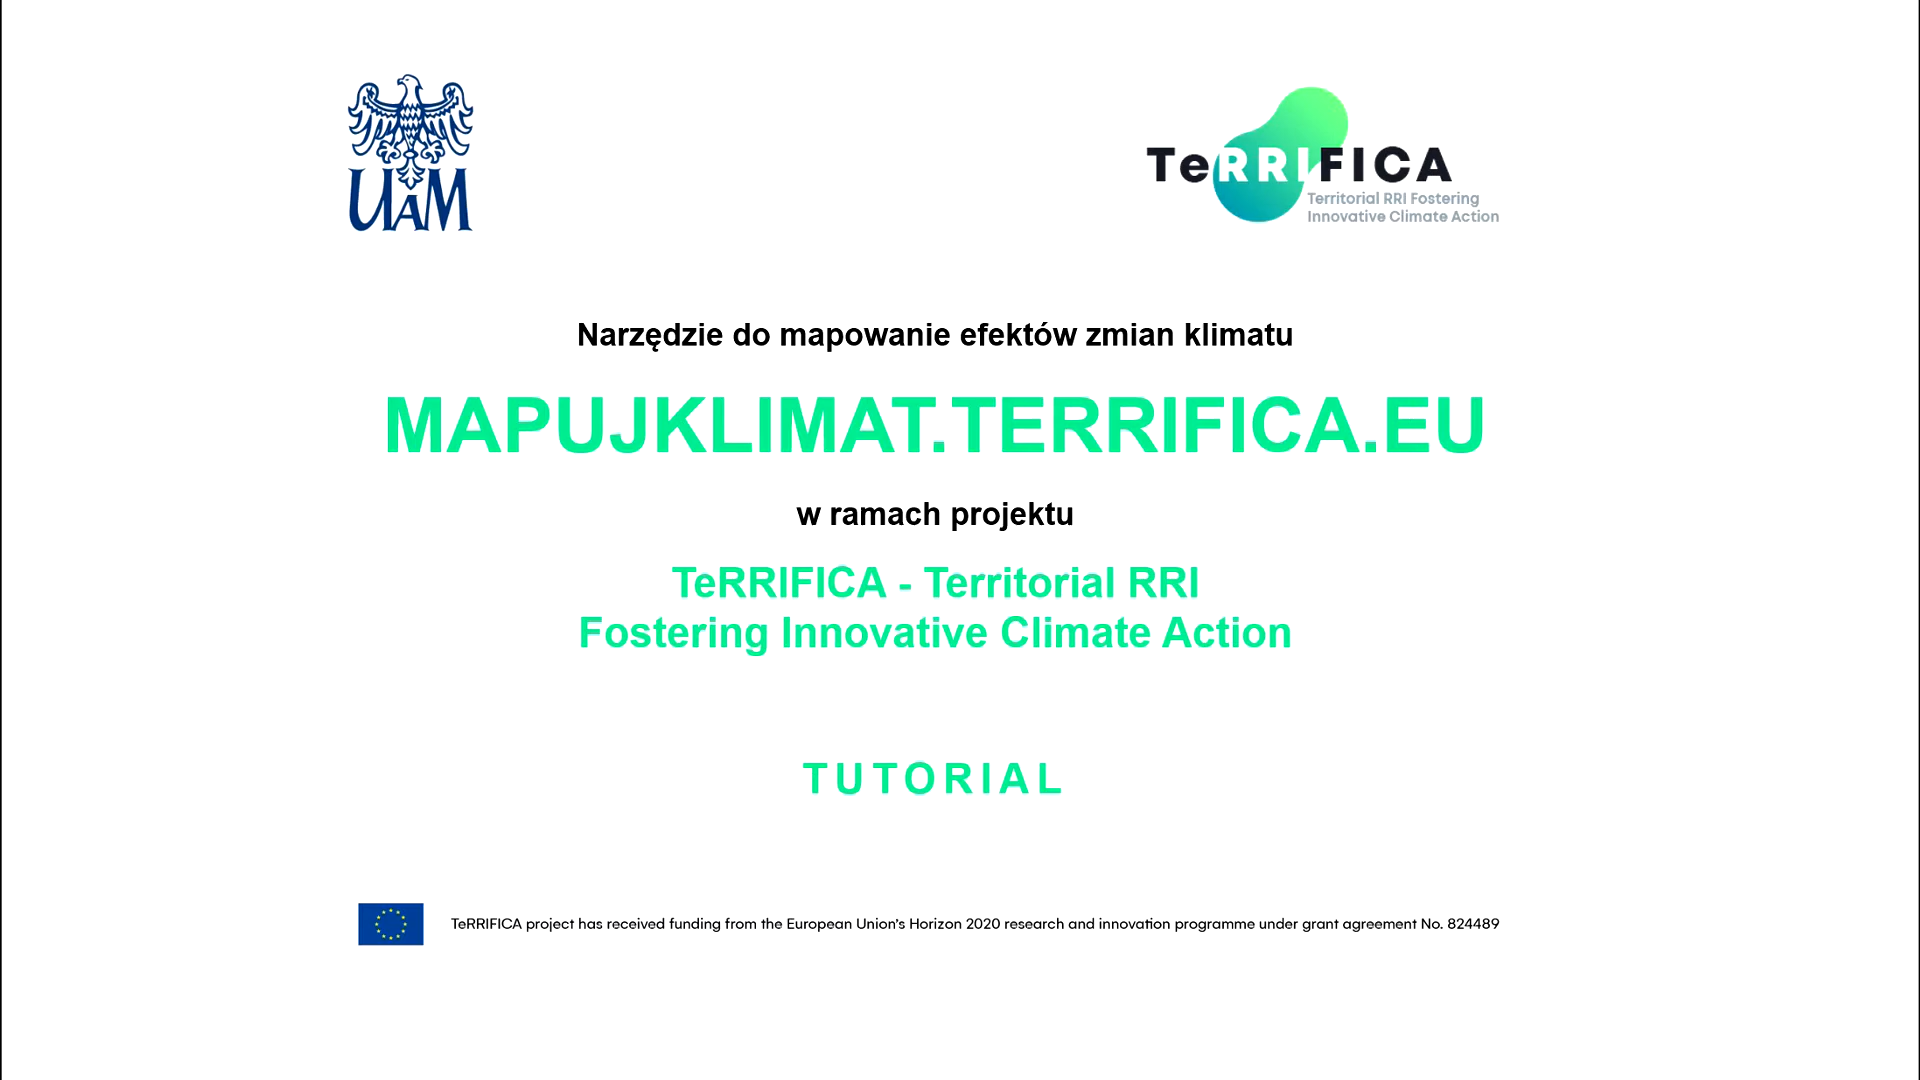 UAM
TeRRIFICA
Territorial RRI Fostering
Innovative Climate Action
Narzędzie do mapowanie efektów zmian klimatu
MAPUJKLIMAT.TERRIFICA.EU
w ramach projektu
TeRRIFICA - Territorial RRI
Fostering Innovative Climate Action
TUTORIAL
TeRRIFICA project has received funding from the European Union's Horizon 2020 research and innovation programme under grant agreement No. 824489